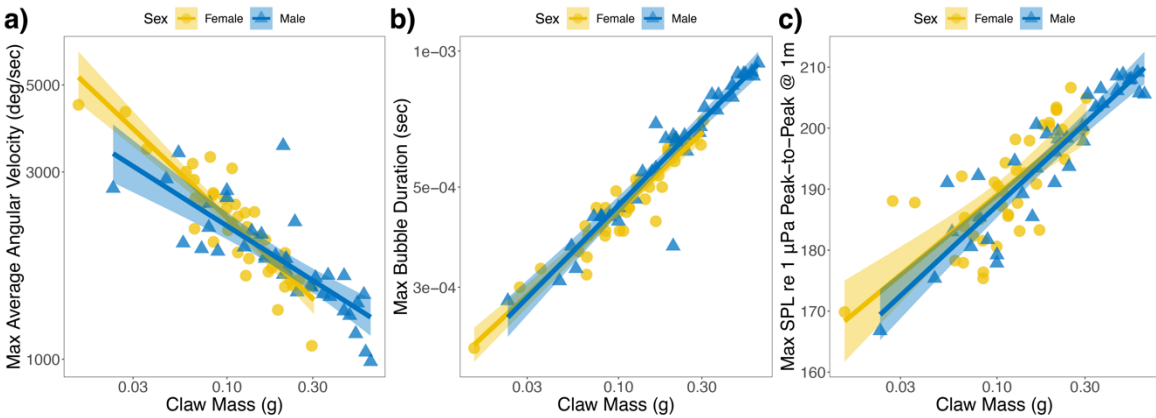 a)
Sex Female Male
Max Average Angular Velocity (deg/sec)
5000
3000
1000
0.03 0.10 0.30
Claw Mass (g)
b)
Sex Female Male
Max Bubble Duration (sec)
1e−03
5e−04
3e−04
0.03 0.10 0.30
Claw Mass (g)
c)
Sex Female Male
Max SPL re 1 µPa Peak−to−Peak @ 1m
210
200
190
180
170
160
0.03 0.10 0.30
Claw Mass (g)